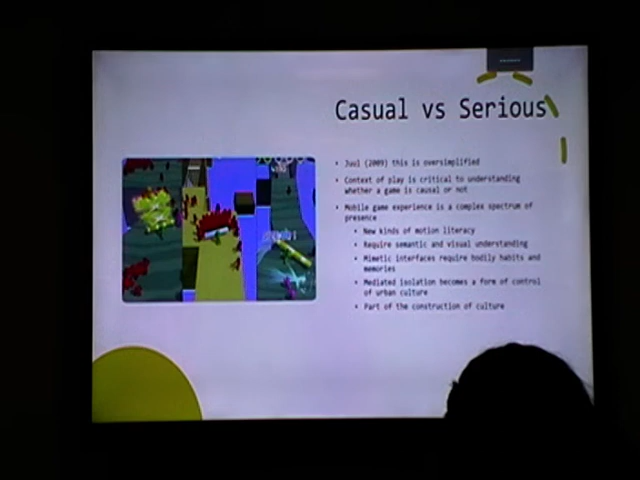 Casual vs Serious
• Juul (2009) this is oversimplified
• Context of play is critical to understanding
whether a game is causal or not
• Mobile game experience is a complex spectrum of
presence
• New kinds of motion literacy
• Require semantic and visual understanding
• Mimetic interfaces require bodily habits and
memories
• Mediated isolation becomes a form of control
of urban culture
• Part of the construction of culture